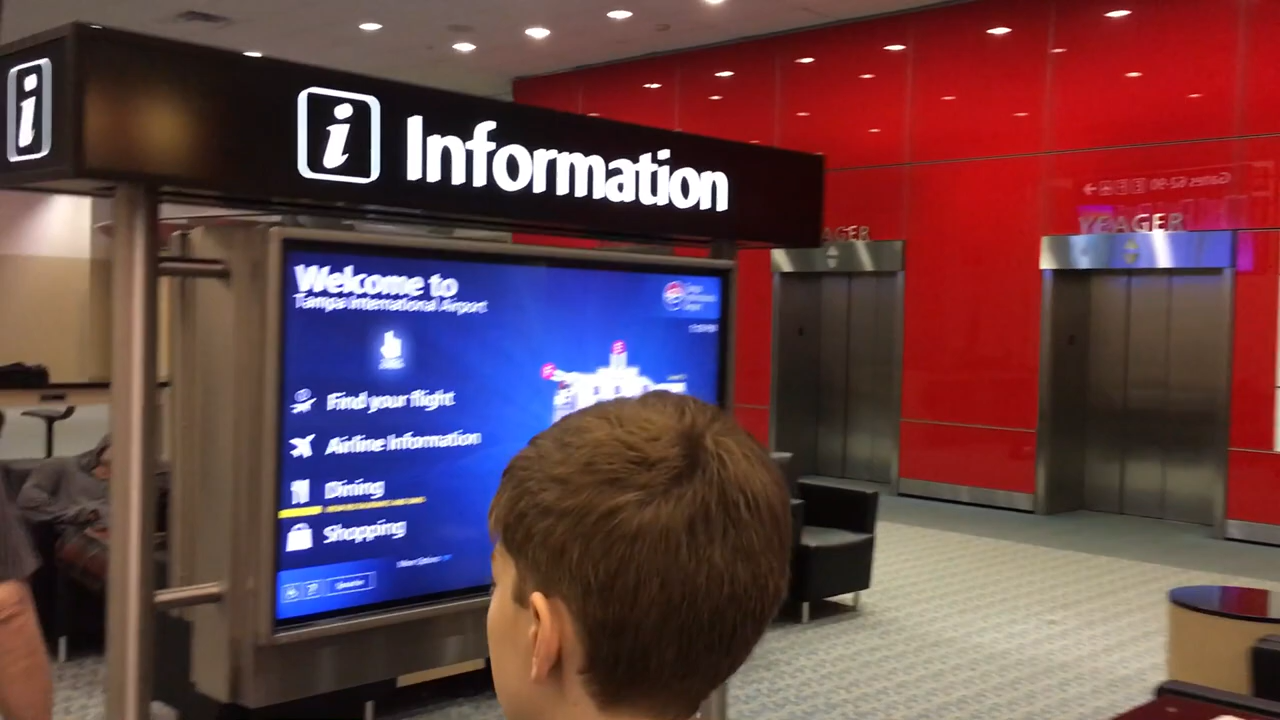 i
i Information
Welcome to
Tampa International Airport
Find your flight
Airline Information
Dining
Shopping
AGER
YEAGER